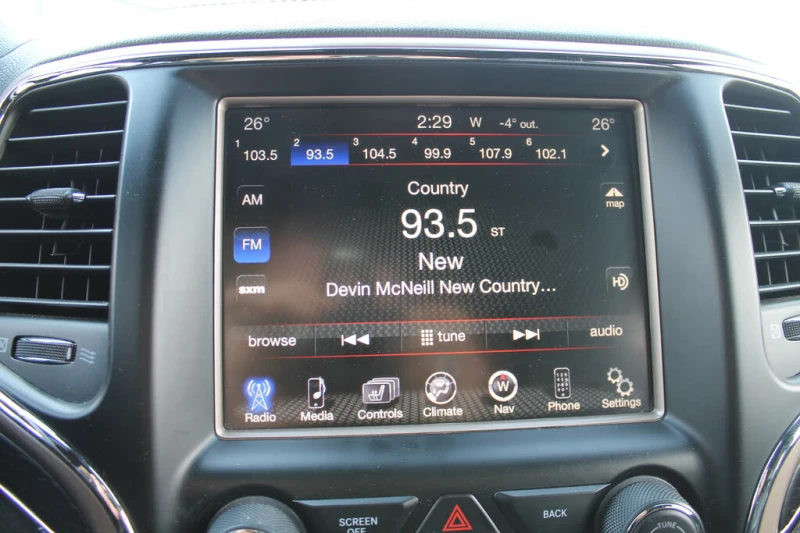 26° 2:29 W -4° out. 26°
1 103.5 2 93.5 3 104.5 4 99.9 5 107.9 6 102.1
AM
Country
map
93.5 ST
FM
New
sxm
Devin McNeill New Country...
HD
browse tune audio
Radio Media Controls Climate W Nav Phone Settings
SCREEN OFF
BACK
TUNE